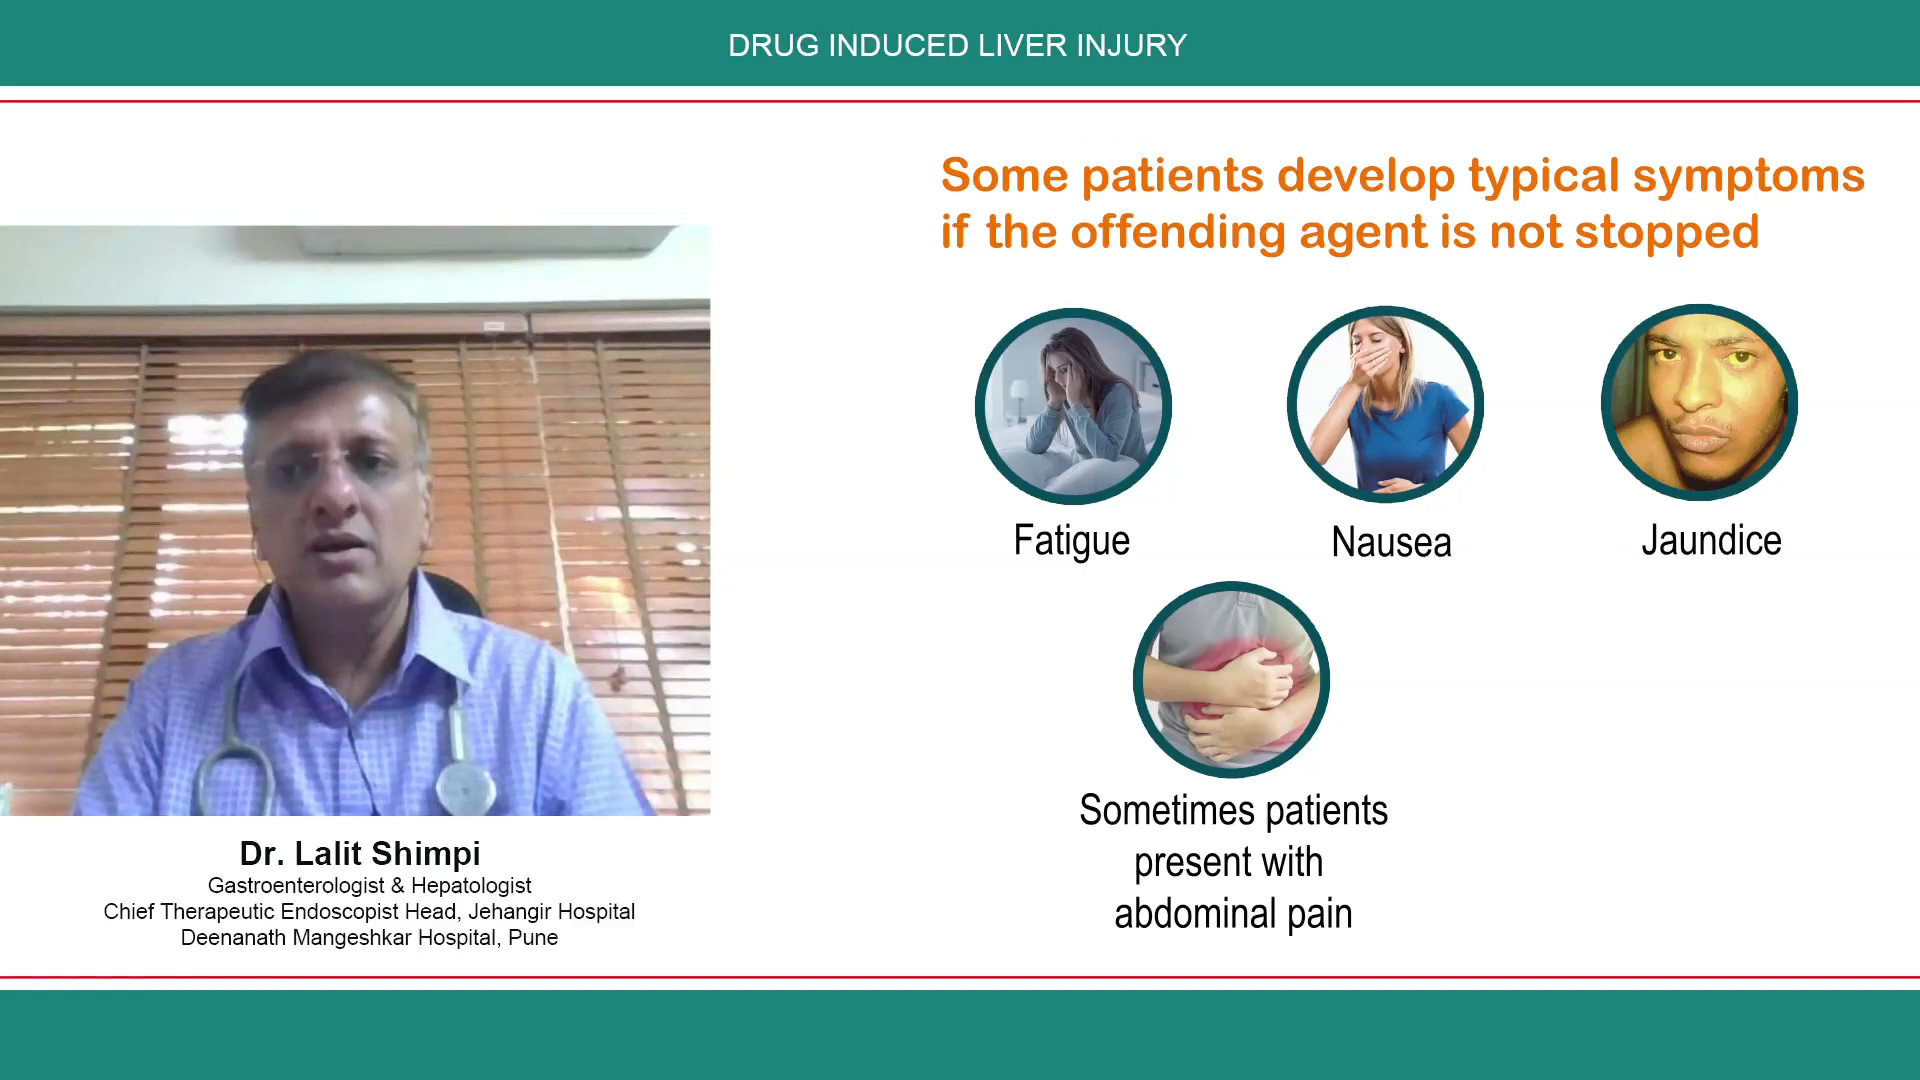 DRUG INDUCED LIVER INJURY
Some patients develop typical symptoms
if the offending agent is not stopped
Fatigue
Nausea
Jaundice
Sometimes patients
present with
abdominal pain
Dr. Lalit Shimpi
Gastroenterologist & Hepatologist
Chief Therapeutic Endoscopist Head, Jehangir Hospital
Deenanath Mangeshkar Hospital, Pune